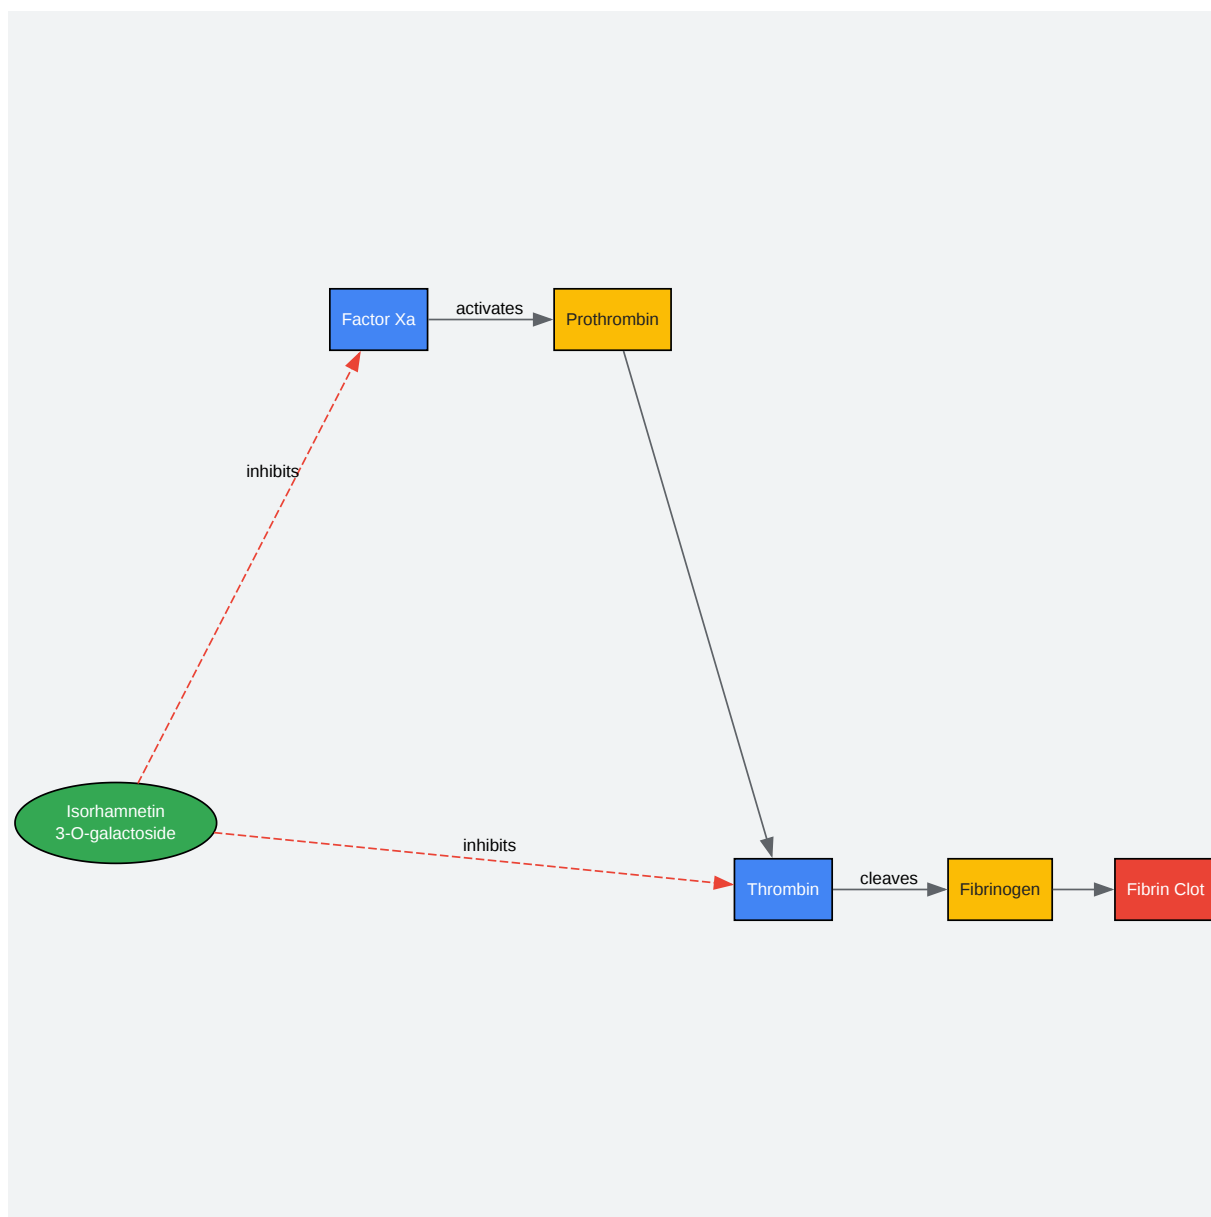 Factor Xa
activates
Prothrombin
inhibits
Isorhamnetin
3-O-galactoside
inhibits
Thrombin
cleaves
Fibrinogen
Fibrin Clot